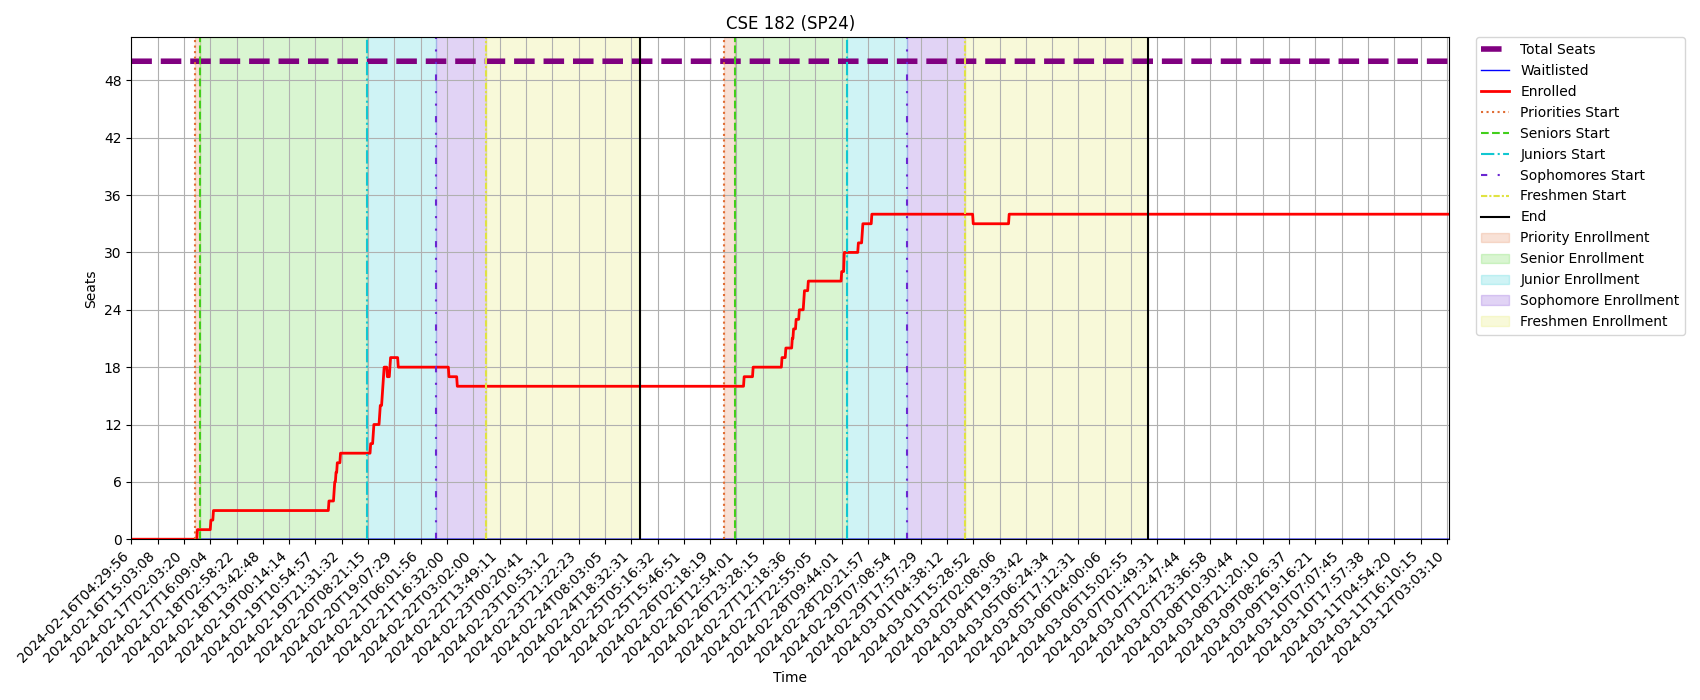 CSE 182 (SP24)
Seats
48
42
36
30
24
18
12
6
0
2024-02-16T04:29:56
2024-02-16T15:03:08
2024-02-17T02:03:20
2024-02-17T16:09:04
2024-02-18T02:58:22
2024-02-18T13:42:48
2024-02-19T00:14:14
2024-02-19T10:54:57
2024-02-19T21:31:32
2024-02-20T08:21:15
2024-02-20T19:07:29
2024-02-21T06:01:56
2024-02-21T16:32:00
2024-02-22T03:02:00
2024-02-22T13:49:11
2024-02-23T00:20:41
2024-02-23T10:53:12
2024-02-23T21:22:23
2024-02-24T08:03:05
2024-02-24T18:32:31
2024-02-25T05:16:32
2024-02-25T15:46:51
2024-02-26T02:18:19
2024-02-26T12:54:01
2024-02-26T23:28:15
2024-02-27T12:18:36
2024-02-27T22:55:05
2024-02-28T09:44:01
2024-02-28T20:21:57
2024-02-29T07:08:54
2024-02-29T17:57:29
2024-03-01T04:38:12
2024-03-01T15:28:52
2024-03-02T02:08:06
2024-03-04T19:33:42
2024-03-05T06:24:34
2024-03-05T17:12:31
2024-03-06T04:00:06
2024-03-06T15:02:55
2024-03-07T01:49:31
2024-03-07T12:47:44
2024-03-07T23:36:58
2024-03-08T10:30:44
2024-03-08T21:20:10
2024-03-09T08:26:37
2024-03-09T19:16:21
2024-03-10T07:07:45
2024-03-10T17:57:38
2024-03-11T04:54:20
2024-03-11T16:10:15
2024-03-12T03:03:10
Time
Total Seats
Waitlisted
Enrolled
Priorities Start
Seniors Start
Juniors Start
Sophomores Start
Freshmen Start
End
Priority Enrollment
Senior Enrollment
Junior Enrollment
Sophomore Enrollment
Freshmen Enrollment